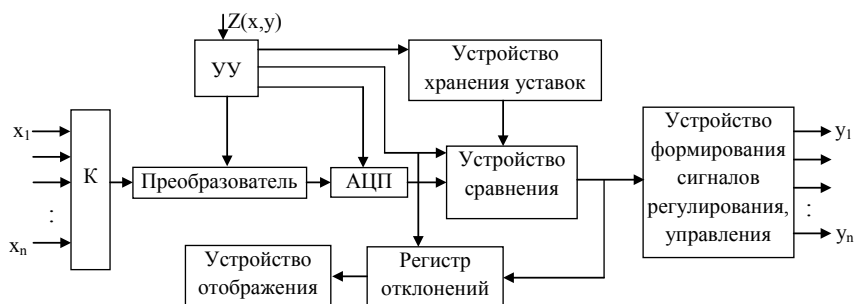 Z(x,y)
УУ
Устройство
хранения уставок
x1
К
Преобразователь
АЦП
Устройство
сравнения
Устройство
формирования
сигналов
регулирования,
управления
y1
⋮
xn
⋮
yn
Устройство
отображения
Регистр
отклонений